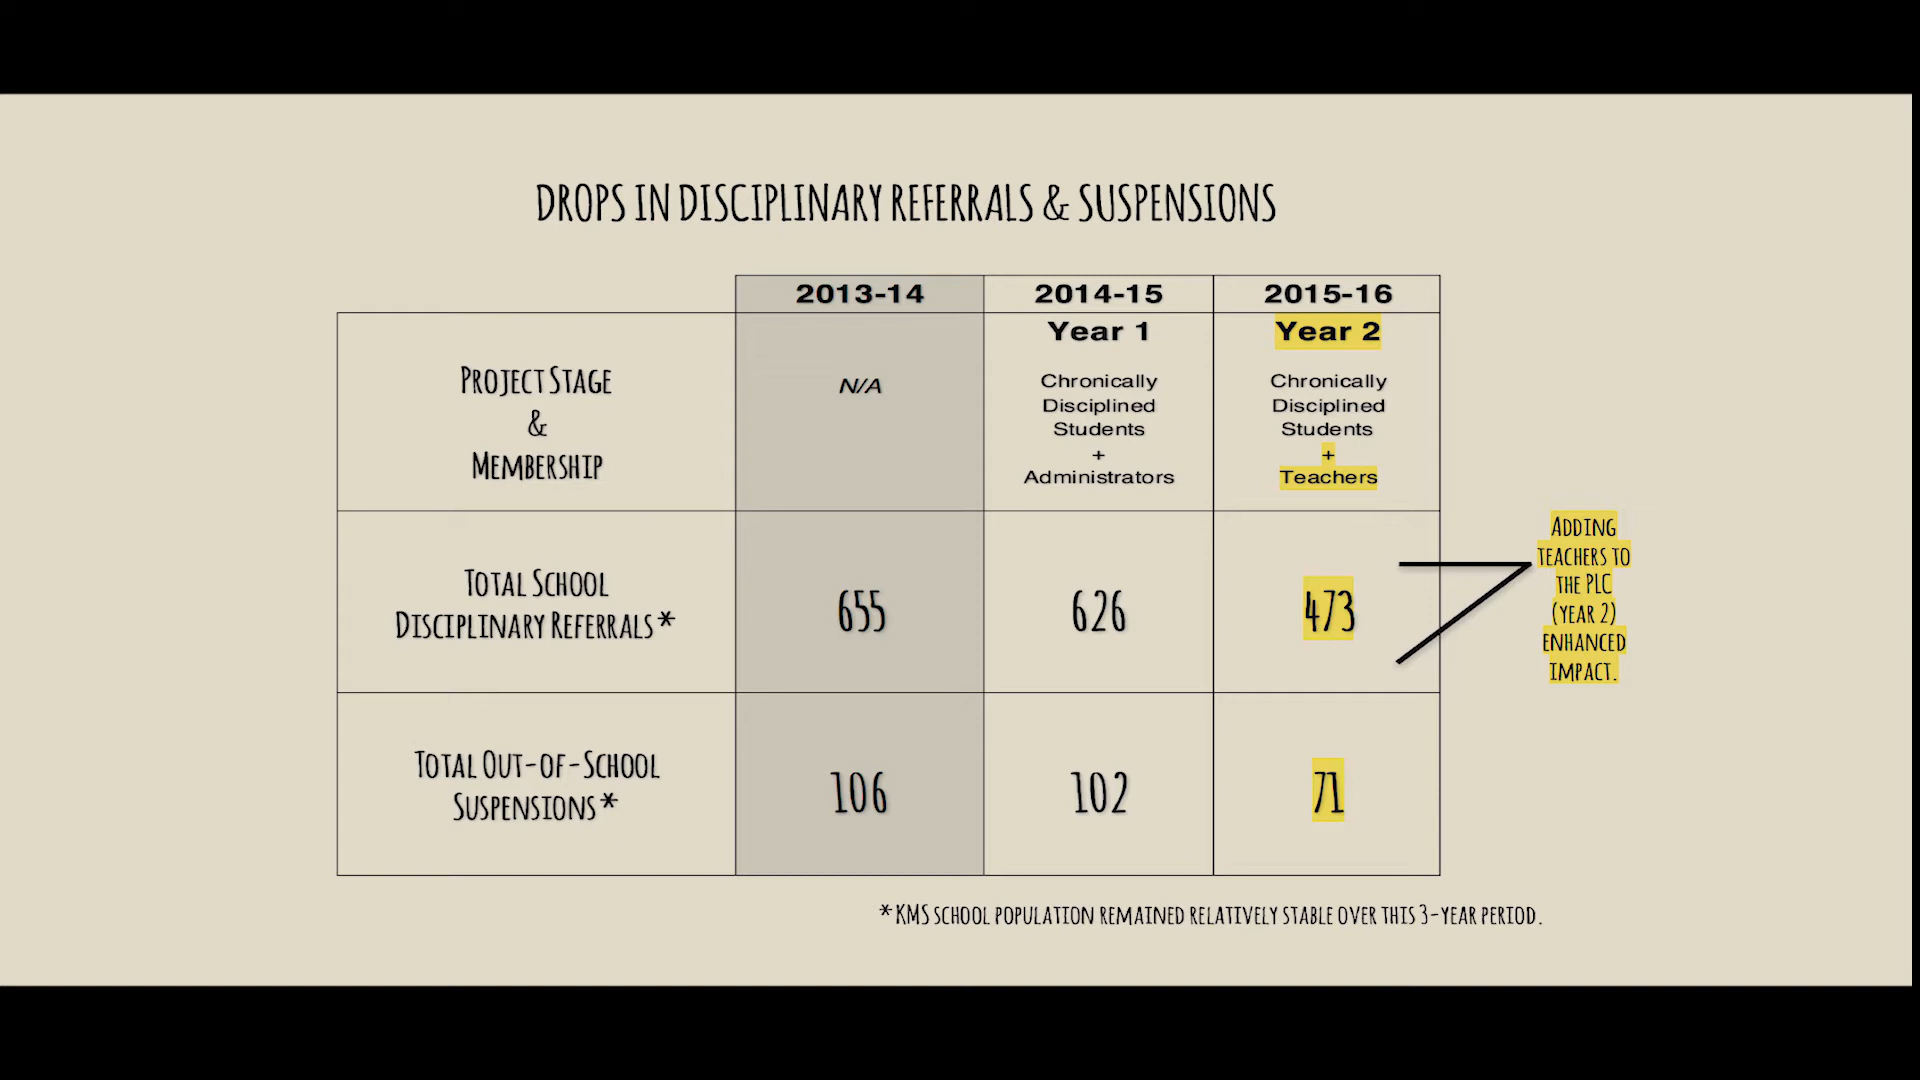 DROPS IN DISCIPLINARY REFERRALS & SUSPENSIONS
2013-14 2014-15 2015-16
PROJECT STAGE
&
MEMBERSHIP
N/A
Year 1
Chronically
Disciplined
Students
+
Administrators
Year 2
Chronically
Disciplined
Students
+
Teachers
TOTAL SCHOOL
DISCIPLINARY REFERRALS*
655 626 473
ADDING
TEACHERS TO
THE PLC
(YEAR 2)
ENHANCED
IMPACT.
TOTAL OUT-OF-SCHOOL
SUSPENSIONS*
106 102 71
* KMS SCHOOL POPULATION REMAINED RELATIVELY STABLE OVER THIS 3-YEAR PERIOD.